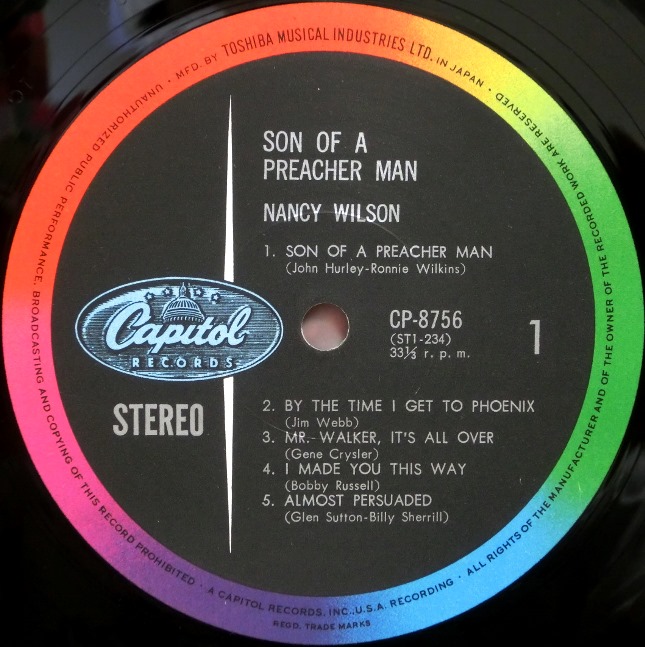 MFD. BY TOSHIBA MUSICAL INDUSTRIES LTD. IN JAPAN · ALL RIGHTS OF THE MANUFACTURER AND OF THE OWNER OF THE RECORDED WORK ARE RESERVED
UNAUTHORIZED PUBLIC PERFORMANCE, BROADCASTING AND COPYING OF THIS RECORD PROHIBITED · A CAPITOL RECORDS, INC., U.S.A. RECORDING ·
REGD. TRADE MARKS
SON OF A
PREACHER MAN
NANCY WILSON
1. SON OF A PREACHER MAN
(John Hurley-Ronnie Wilkins)
Capitol
RECORDS
CP-8756
(ST1-234)
33⅓ r. p. m.
1
STEREO
2. BY THE TIME I GET TO PHOENIX
(Jim Webb)
3. MR. WALKER, IT'S ALL OVER
(Gene Crysler)
4. I MADE YOU THIS WAY
(Bobby Russell)
5. ALMOST PERSUADED
(Glen Sutton-Billy Sherrill)